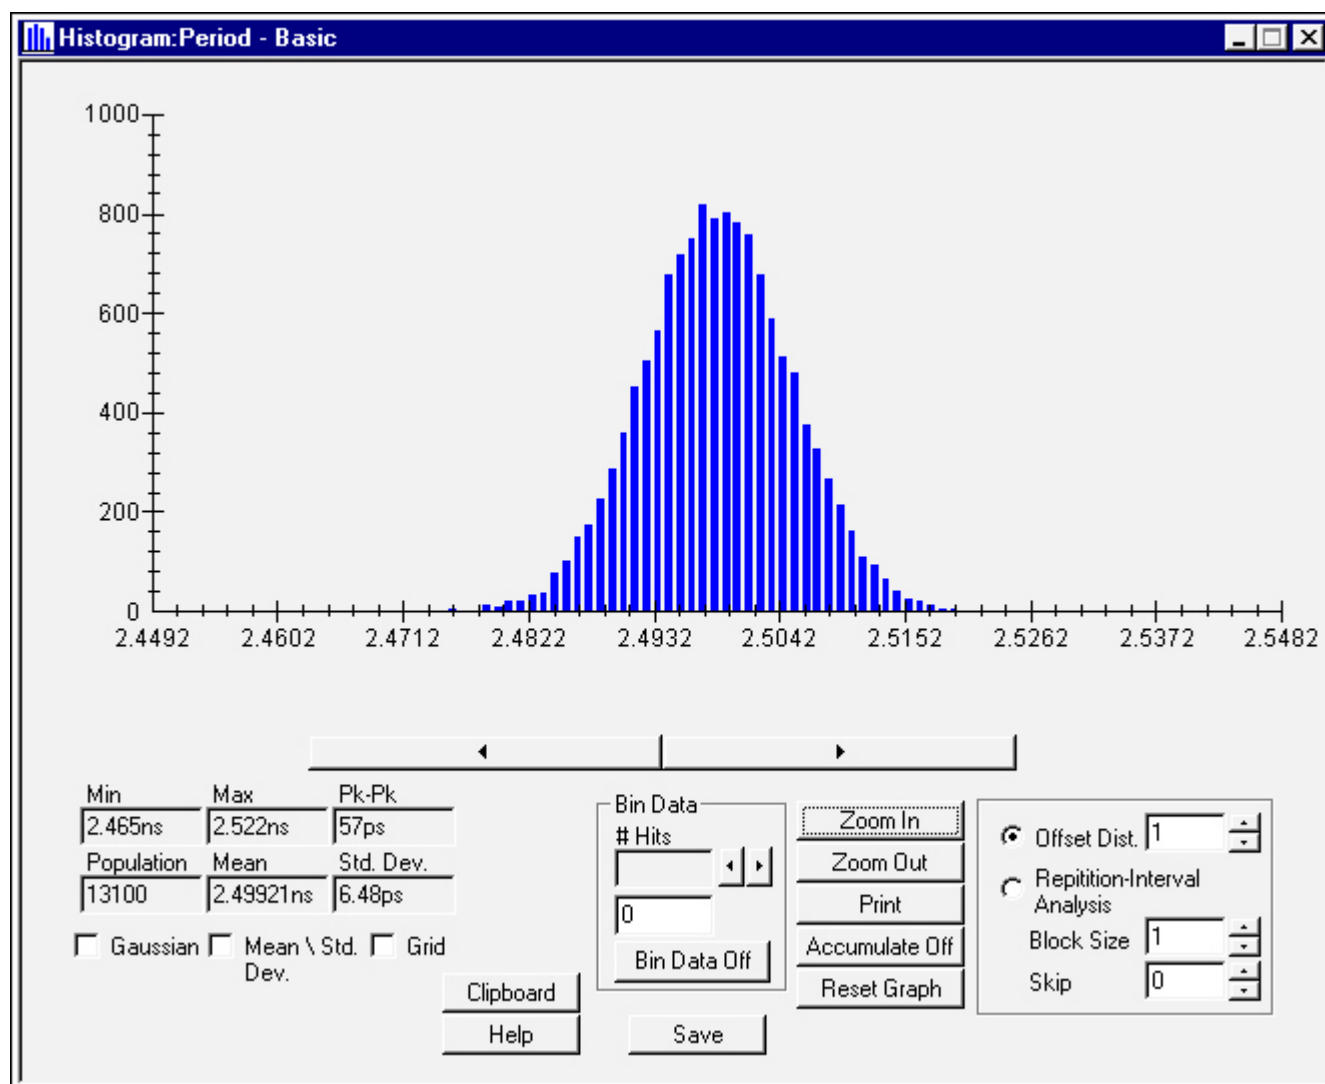 Histogram:Period - Basic
1000
800
600
400
200
0
2.4492 2.4602 2.4712 2.4822 2.4932 2.5042 2.5152 2.5262 2.5372 2.5482
Min Max Pk-Pk
2.465ns 2.522ns 57ps
Population Mean Std. Dev.
13100 2.49921ns 6.48ps
Gaussian Mean \ Std. Dev. Grid
Clipboard
Help
Bin Data
# Hits
0
Bin Data Off
Save
Zoom In
Zoom Out
Print
Accumulate Off
Reset Graph
Offset Dist. 1
Repitition-Interval
Analysis
Block Size 1
Skip 0